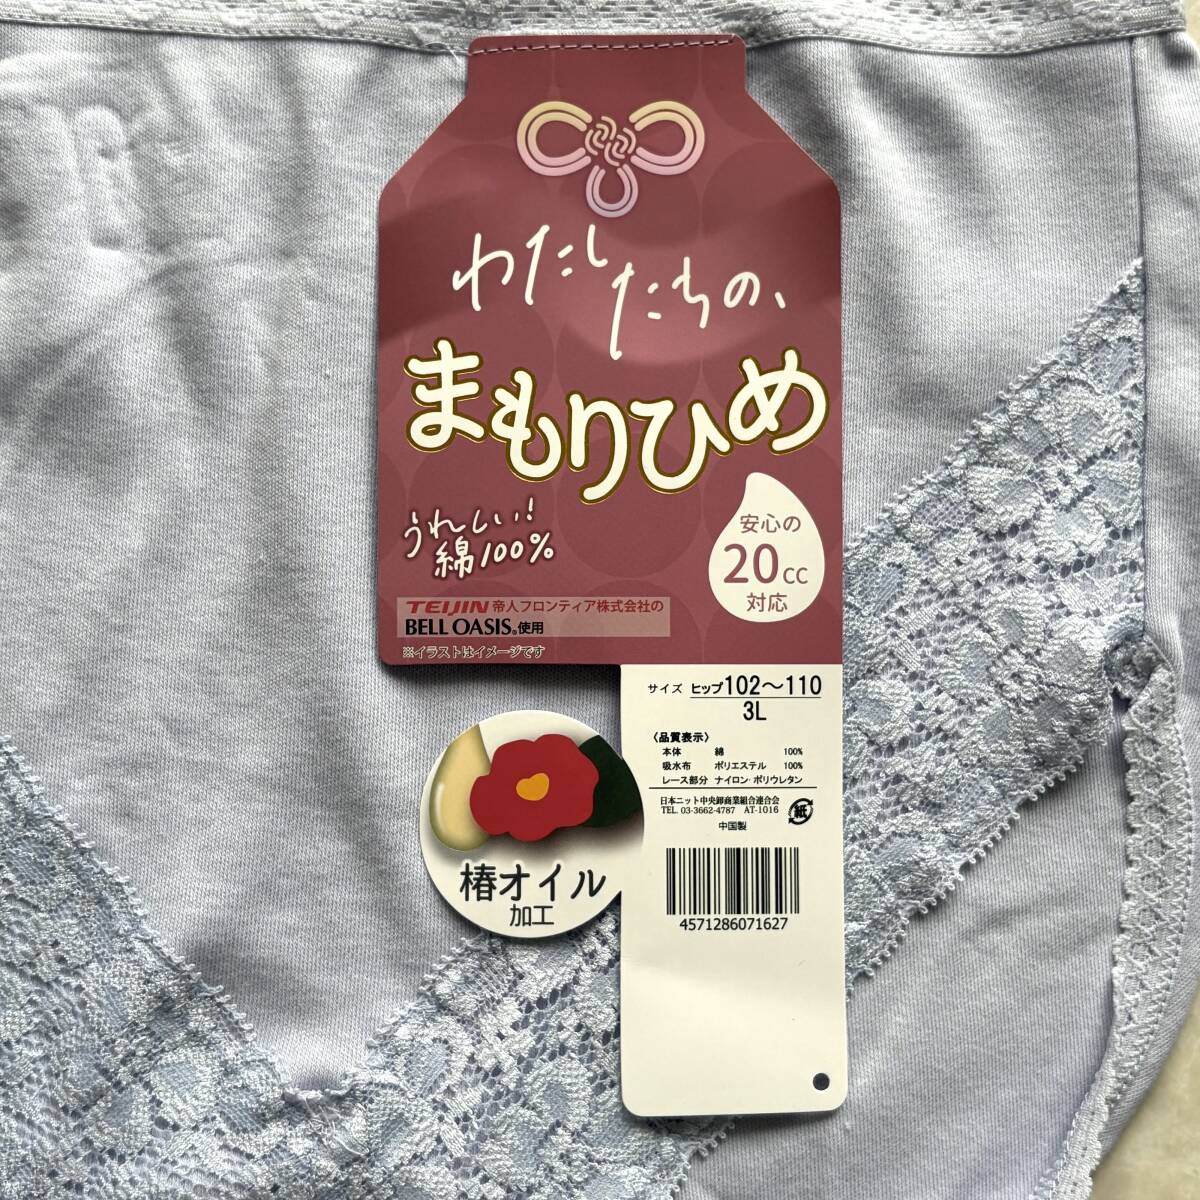 わたしたちの、
まもりひめ
うれしい!
綿100%
安心の
20cc
対応
TEIJIN 帝人フロンティア株式会社の
BELL OASIS®使用
※イラストはイメージです
サイズ ヒップ102〜110
3L
〈品質表示〉
本体 綿 100%
吸水布 ポリエステル 100%
レース部分 ナイロン・ポリウレタン
日本ニット中央卸商業組合連合会
TEL. 03-3662-4787 AT-1016
紙
中国製
4571286071627
椿オイル
加工